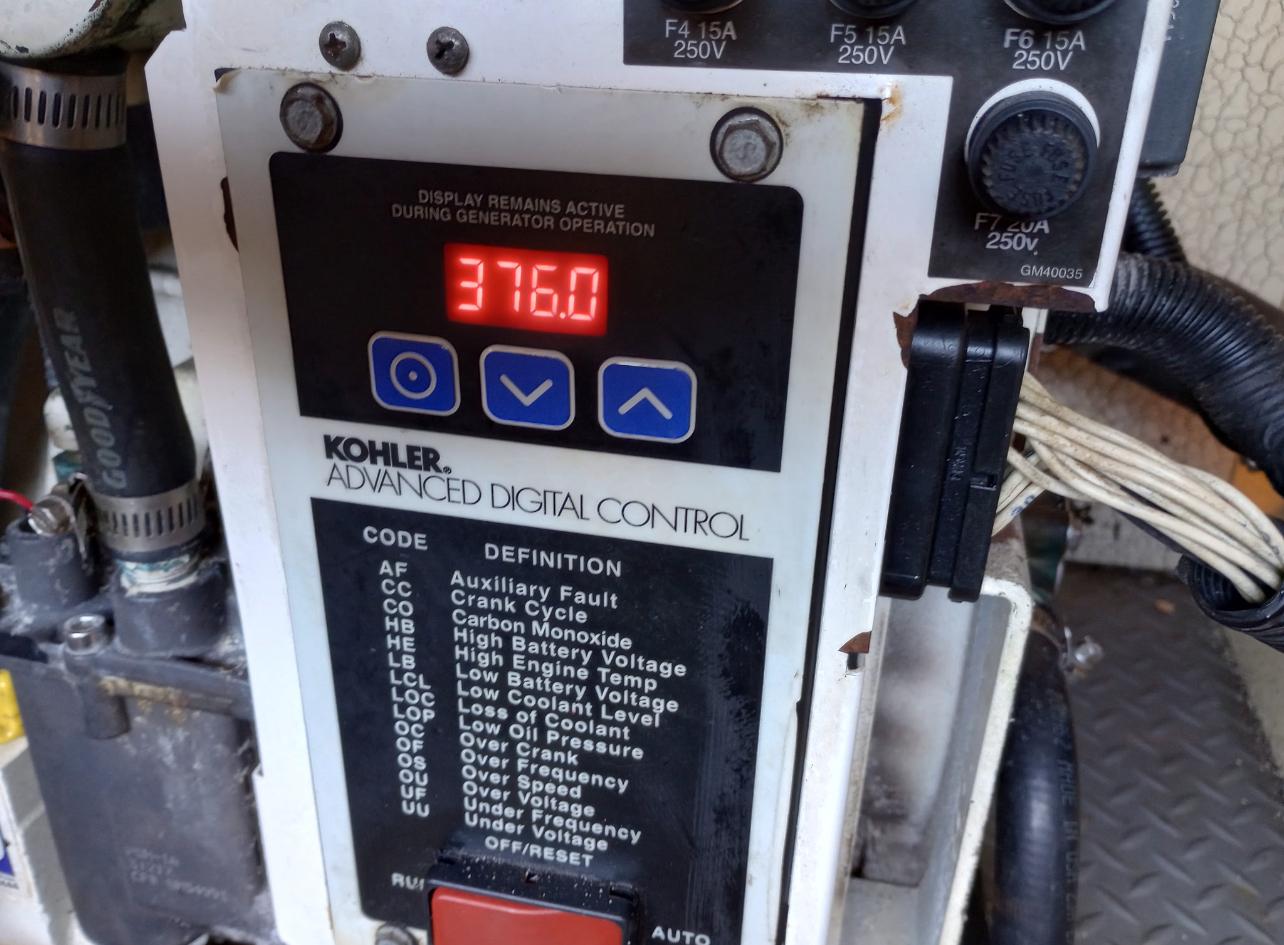 F4 15A
250V
F5 15A
250V
F6 15A
250V
F7 20A
250v
GM40035
DISPLAY REMAINS ACTIVE
DURING GENERATOR OPERATION
376.0
GOODYEAR
KOHLER®
ADVANCED DIGITAL CONTROL
CODE DEFINITION
AF Auxiliary Fault
CC Crank Cycle
CO Carbon Monoxide
HB High Battery Voltage
HE High Engine Temp
LB Low Battery Voltage
LCL Low Coolant Level
LOC Loss of Coolant
LOP Low Oil Pressure
OC Over Crank
OF Over Frequency
OS Over Speed
OU Over Voltage
UF Under Frequency
UU Under Voltage
OFF/RESET
AUTO